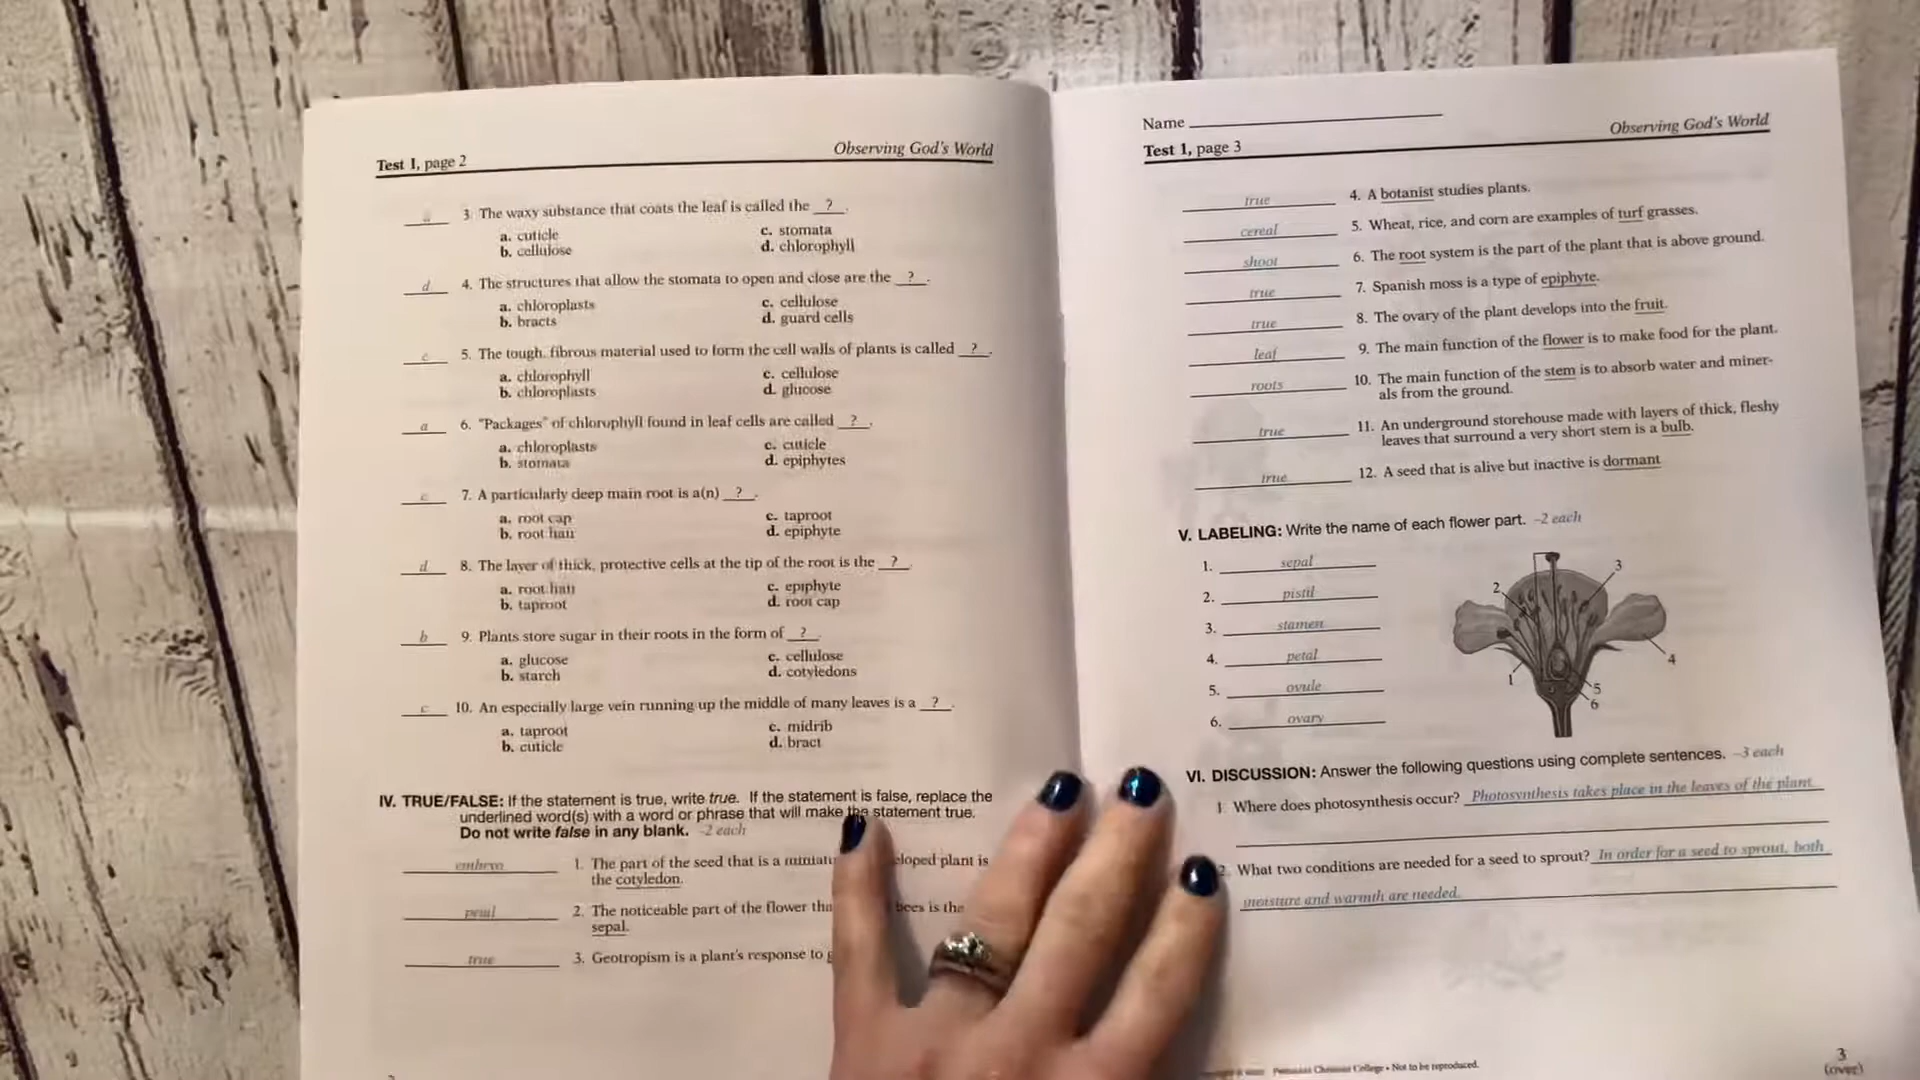 Test 1, page 2
Observing God's World
3. The waxy substance that coats the leaf is called the ?.
a. cuticle
c. stomata
b. cellulose
d. chlorophyll
d 4. The structures that allow the stomata to open and close are the ?.
a. chloroplasts
c. cellulose
b. bracts
d. guard cells
c 5. The tough, fibrous material used to form the cell walls of plants is called ?.
a. chlorophyll
c. cellulose
b. chloroplasts
d. glucose
a 6. "Packages" of chlorophyll found in leaf cells are called ?.
a. chloroplasts
c. cuticle
b. stomata
d. epiphytes
c 7. A particularly deep main root is a(n) ?.
a. root cap
c. taproot
b. root hair
d. epiphyte
d 8. The layer of thick, protective cells at the tip of the root is the ?.
a. root hair
c. epiphyte
b. taproot
d. root cap
b 9. Plants store sugar in their roots in the form of ?.
a. glucose
c. cellulose
b. starch
d. cotyledons
c 10. An especially large vein running up the middle of many leaves is a ?.
a. taproot
c. midrib
b. cuticle
d. bract
IV. TRUE/FALSE: If the statement is true, write true. If the statement is false, replace the
underlined word(s) with a word or phrase that will make the statement true.
Do not write false in any blank. -2 each
embryo 1. The part of the seed that is a plant is
the cotyledon.
petal 2. The noticeable part of the flower bees is the
sepal.
true 3. Geotropism is a plant's response to
Name
Test 1, page 3
Observing God's World
true 4. A botanist studies plants.
cereal 5. Wheat, rice, and corn are examples of turf grasses.
shoot 6. The root system is the part of the plant that is above ground.
true 7. Spanish moss is a type of epiphyte.
true 8. The ovary of the plant develops into the fruit.
leaf 9. The main function of the flower is to make food for the plant.
roots 10. The main function of the stem is to absorb water and miner-
als from the ground.
true 11. An underground storehouse made with layers of thick, fleshy
leaves that surround a very short stem is a bulb.
true 12. A seed that is alive but inactive is dormant
V. LABELING: Write the name of each flower part. -2 each
1. sepal
2. pistil
3. stamen
4. petal
5. ovule
6. ovary
2
3
1
4
5
6
VI. DISCUSSION: Answer the following questions using complete sentences. -3 each
1. Where does photosynthesis occur? Photosynthesis takes place in the leaves of the plant.
2. What two conditions are needed for a seed to sprout? In order for a seed to sprout, both
moisture and warmth are needed.
Christian College • Not to be reproduced.
3
(over)